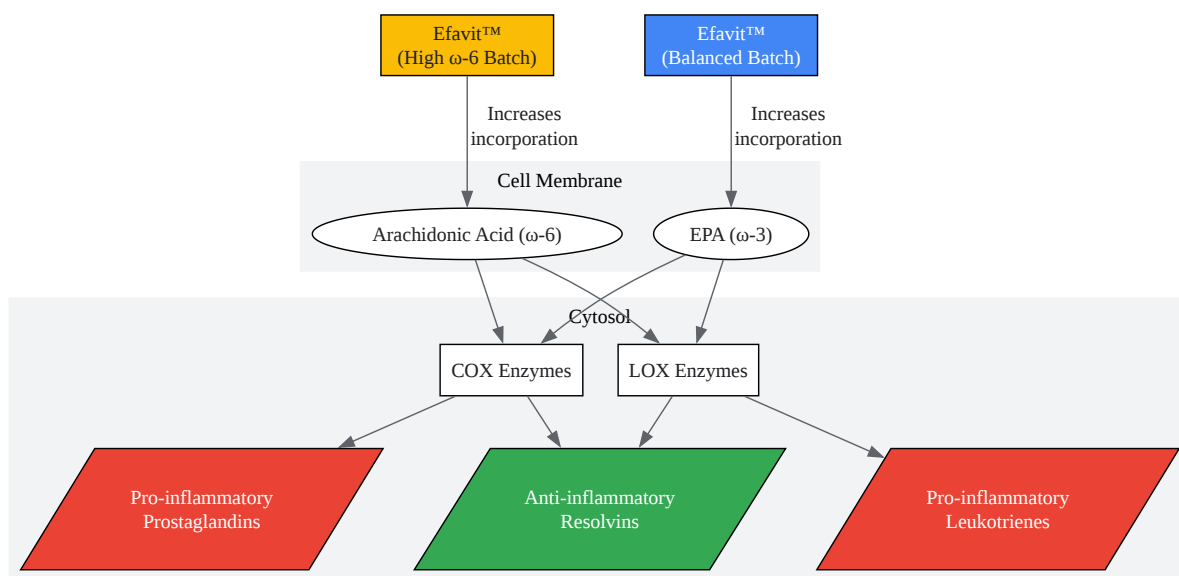 Efavit™
(High ω-6 Batch)
Efavit™
(Balanced Batch)
Increases
incorporation
Increases
incorporation
Cell Membrane
Arachidonic Acid (ω-6)
EPA (ω-3)
Cytosol
COX Enzymes
LOX Enzymes
Pro-inflammatory
Prostaglandins
Anti-inflammatory
Resolvins
Pro-inflammatory
Leukotrienes